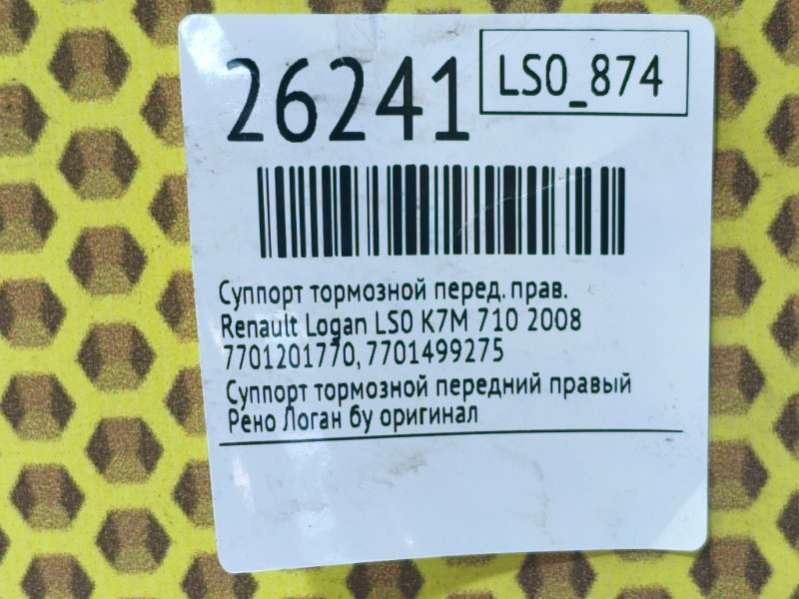 26241
LS0_874
Суппорт тормозной перед. прав.
Renault Logan LS0 K7M 710 2008
7701201770, 7701499275
Суппорт тормозной передний правый
Рено Логан бу оригинал